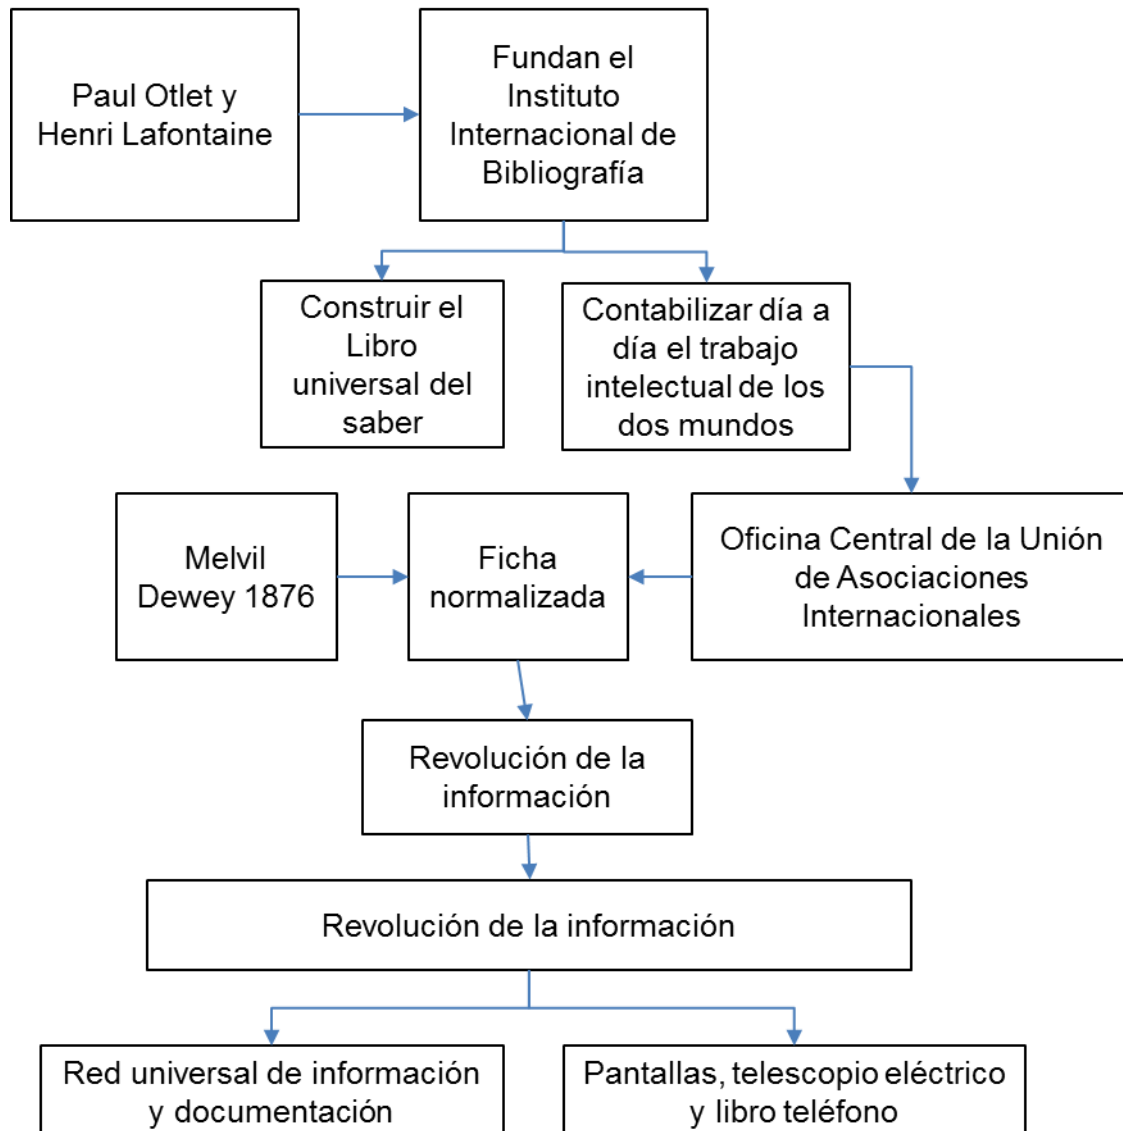 Paul Otlet y
Henri Lafontaine
Fundan el
Instituto
Internacional de
Bibliografía
Construir el
Libro
universal del
saber
Contabilizar día a
día el trabajo
intelectual de los
dos mundos
Melvil
Dewey 1876
Ficha
normalizada
Oficina Central de la Unión
de Asociaciones
Internacionales
Revolución de la
información
Revolución de la información
Red universal de información
y documentación
Pantallas, telescopio eléctrico
y libro teléfono